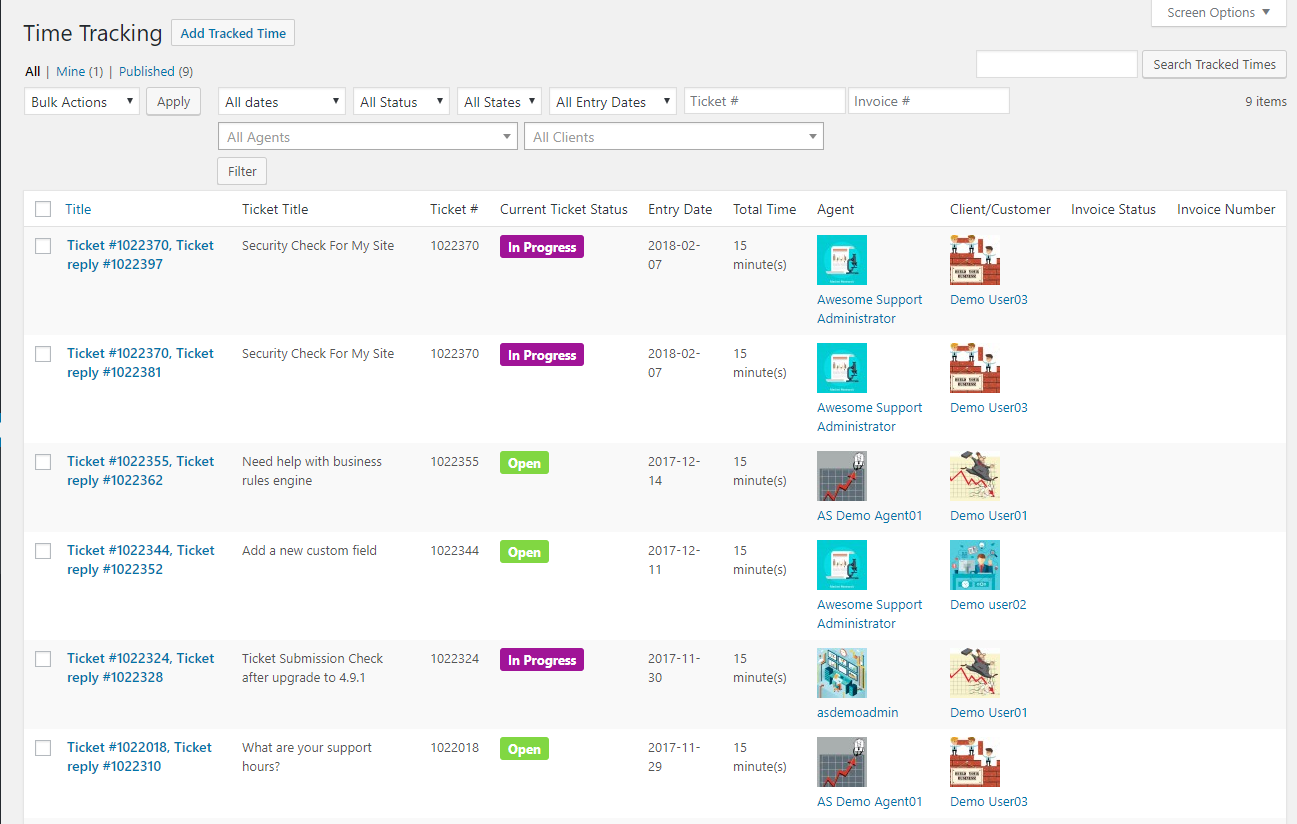 Screen Options
Time Tracking Add Tracked Time
Search Tracked Times
All | Mine (1) | Published (9)
Bulk Actions Apply All dates All Status All States All Entry Dates Ticket # Invoice # 9 items
All Agents All Clients
Filter
Title Ticket Title Ticket # Current Ticket Status Entry Date Total Time Agent Client/Customer Invoice Status Invoice Number
Ticket #1022370, Ticket Security Check For My Site 1022370 In Progress 2018-02- 15
reply #1022397 07 minute(s)
BUILD YOUR
BUSINESS
Awesome Support Demo User03
Administrator
Ticket #1022370, Ticket Security Check For My Site 1022370 In Progress 2018-02- 15
reply #1022381 07 minute(s)
BUILD YOUR
BUSINESS
Awesome Support Demo User03
Administrator
Ticket #1022355, Ticket Need help with business 1022355 Open 2017-12- 15
reply #1022362 rules engine 14 minute(s)
AS Demo Agent01 Demo User01
Ticket #1022344, Ticket Add a new custom field 1022344 Open 2017-12- 15
reply #1022352 11 minute(s)
Awesome Support Demo user02
Administrator
Ticket #1022324, Ticket Ticket Submission Check 1022324 In Progress 2017-11- 15
reply #1022328 after upgrade to 4.9.1 30 minute(s)
asdemoadmin Demo User01
Ticket #1022018, Ticket What are your support 1022018 Open 2017-11- 15
reply #1022310 hours? 29 minute(s)
BUILD YOUR
BUSINESS
AS Demo Agent01 Demo User03